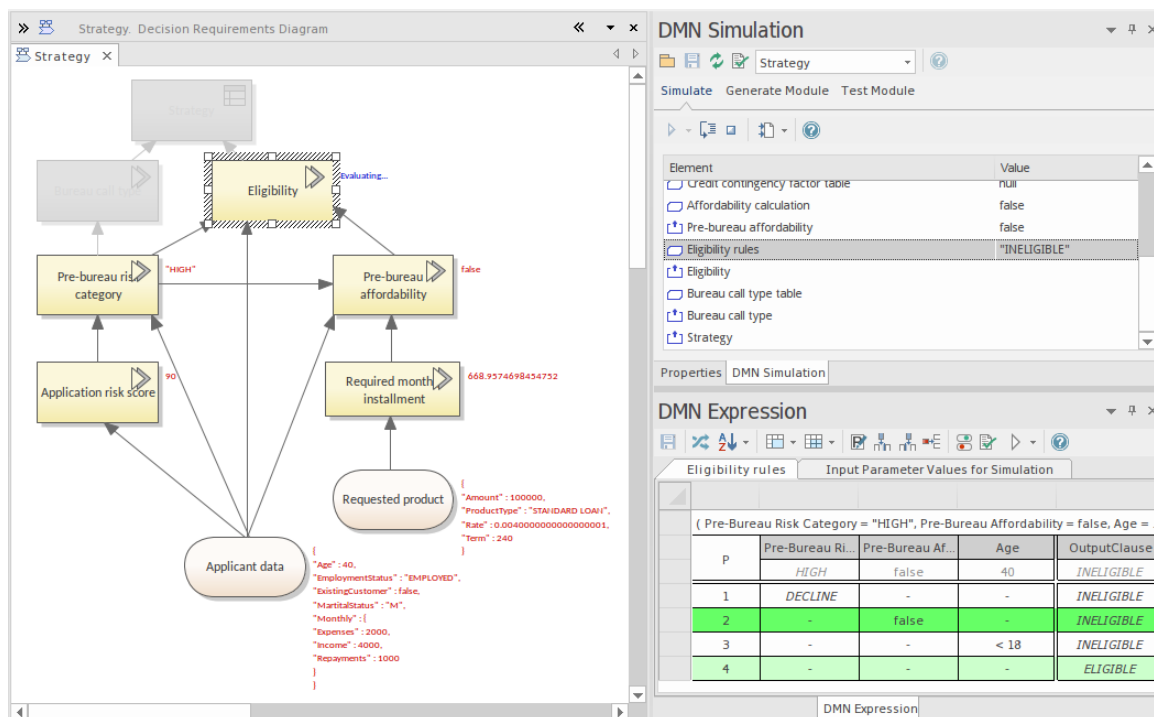 Strategy. Decision Requirements Diagram
Strategy
Strategy
Bureau call type
Eligibility
Evaluating...
Pre-bureau risk
category
"HIGH"
Pre-bureau
affordability
false
Application risk score
90
Required month
installment
668.9574698454752
Requested product
{
"Amount" : 100000,
"ProductType" : "STANDARD LOAN",
"Rate" : 0.0040000000000000001,
"Term" : 240
}
Applicant data
{
"Age" : 40,
"EmploymentStatus" : "EMPLOYED",
"ExistingCustomer" : false,
"MartitalStatus" : "M",
"Monthly" : {
"Expenses" : 2000,
"Income" : 4000,
"Repayments" : 1000
}
}
DMN Simulation
Strategy
Simulate Generate Module Test Module
Element Value
Credit contingency factor table null
Affordability calculation false
Pre-bureau affordability false
Eligibility rules "INELIGIBLE"
Eligibility
Bureau call type table
Bureau call type
Strategy
Properties DMN Simulation
DMN Expression
Eligibility rules Input Parameter Values for Simulation
( Pre-Bureau Risk Category = "HIGH", Pre-Bureau Affordability = false, Age =
P Pre-Bureau Ri... Pre-Bureau Af... Age OutputClause
HIGH false 40 INELIGIBLE
1 DECLINE - - INELIGIBLE
2 - false - INELIGIBLE
3 - - < 18 INELIGIBLE
4 - - - ELIGIBLE
DMN Expression